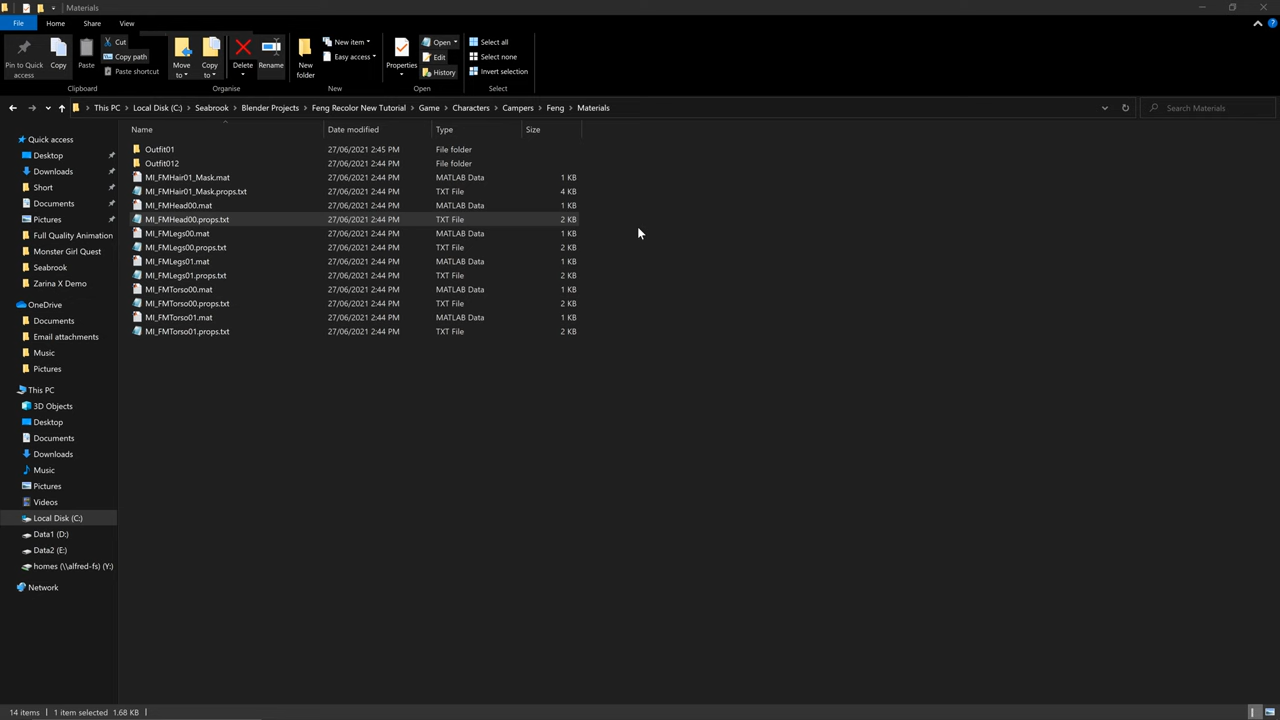 Materials
File Home Share View
Pin to Quick access
Copy
Paste
Cut
Copy path
Paste shortcut
Clipboard
Move to
Copy to
Delete
Rename
Organise
New folder
New item
Easy access
New
Properties
Open
Edit
History
Open
Select all
Select none
Invert selection
Select
This PC > Local Disk (C:) > Seabrook > Blender Projects > Feng Recolor New Tutorial > Game > Characters > Campers > Feng > Materials
Search Materials
Name Date modified Type Size
Outfit01 27/06/2021 2:45 PM File folder
Outfit012 27/06/2021 2:44 PM File folder
MI_FMHair01_Mask.mat 27/06/2021 2:44 PM MATLAB Data 1 KB
MI_FMHair01_Mask.props.txt 27/06/2021 2:44 PM TXT File 4 KB
MI_FMHead00.mat 27/06/2021 2:44 PM MATLAB Data 1 KB
MI_FMHead00.props.txt 27/06/2021 2:44 PM TXT File 2 KB
MI_FMLegs00.mat 27/06/2021 2:44 PM MATLAB Data 1 KB
MI_FMLegs00.props.txt 27/06/2021 2:44 PM TXT File 2 KB
MI_FMLegs01.mat 27/06/2021 2:44 PM MATLAB Data 1 KB
MI_FMLegs01.props.txt 27/06/2021 2:44 PM TXT File 2 KB
MI_FMTorso00.mat 27/06/2021 2:44 PM MATLAB Data 1 KB
MI_FMTorso00.props.txt 27/06/2021 2:44 PM TXT File 2 KB
MI_FMTorso01.mat 27/06/2021 2:44 PM MATLAB Data 1 KB
MI_FMTorso01.props.txt 27/06/2021 2:44 PM TXT File 2 KB
Quick access
Desktop
Downloads
Short
Documents
Pictures
Full Quality Animation
Monster Girl Quest
Seabrook
Zarina X Demo
OneDrive
Documents
Email attachments
Music
Pictures
This PC
3D Objects
Desktop
Documents
Downloads
Music
Pictures
Videos
Local Disk (C:)
Data1 (D:)
Data2 (E:)
homes (\\alfred-fs) (Y:)
Network
14 items 1 item selected 1.68 KB